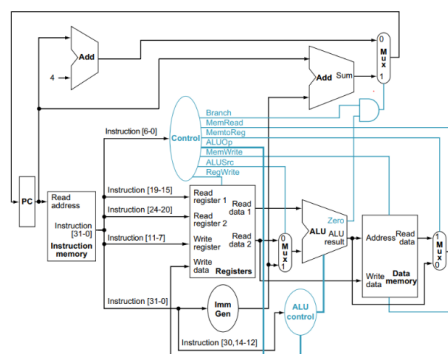 Add
4
Add Sum
0
Mux
1
Branch
MemRead
MemtoReg
ALUOp
MemWrite
ALUSrc
RegWrite
Control
Instruction [6-0]
PC
Read
address
Instruction
[31-0]
Instruction
memory
Instruction [19-15]
Instruction [24-20]
Instruction [11-7]
Read
register 1
Read
register 2
Write
register
Write
data
Read
data 1
Read
data 2
Registers
0
Mux
1
Zero
ALU
ALU
result
Address
Read
data
Write
data
Data
memory
1
Mux
0
Instruction [31-0]
Imm
Gen
ALU
control
Instruction [30,14-12]